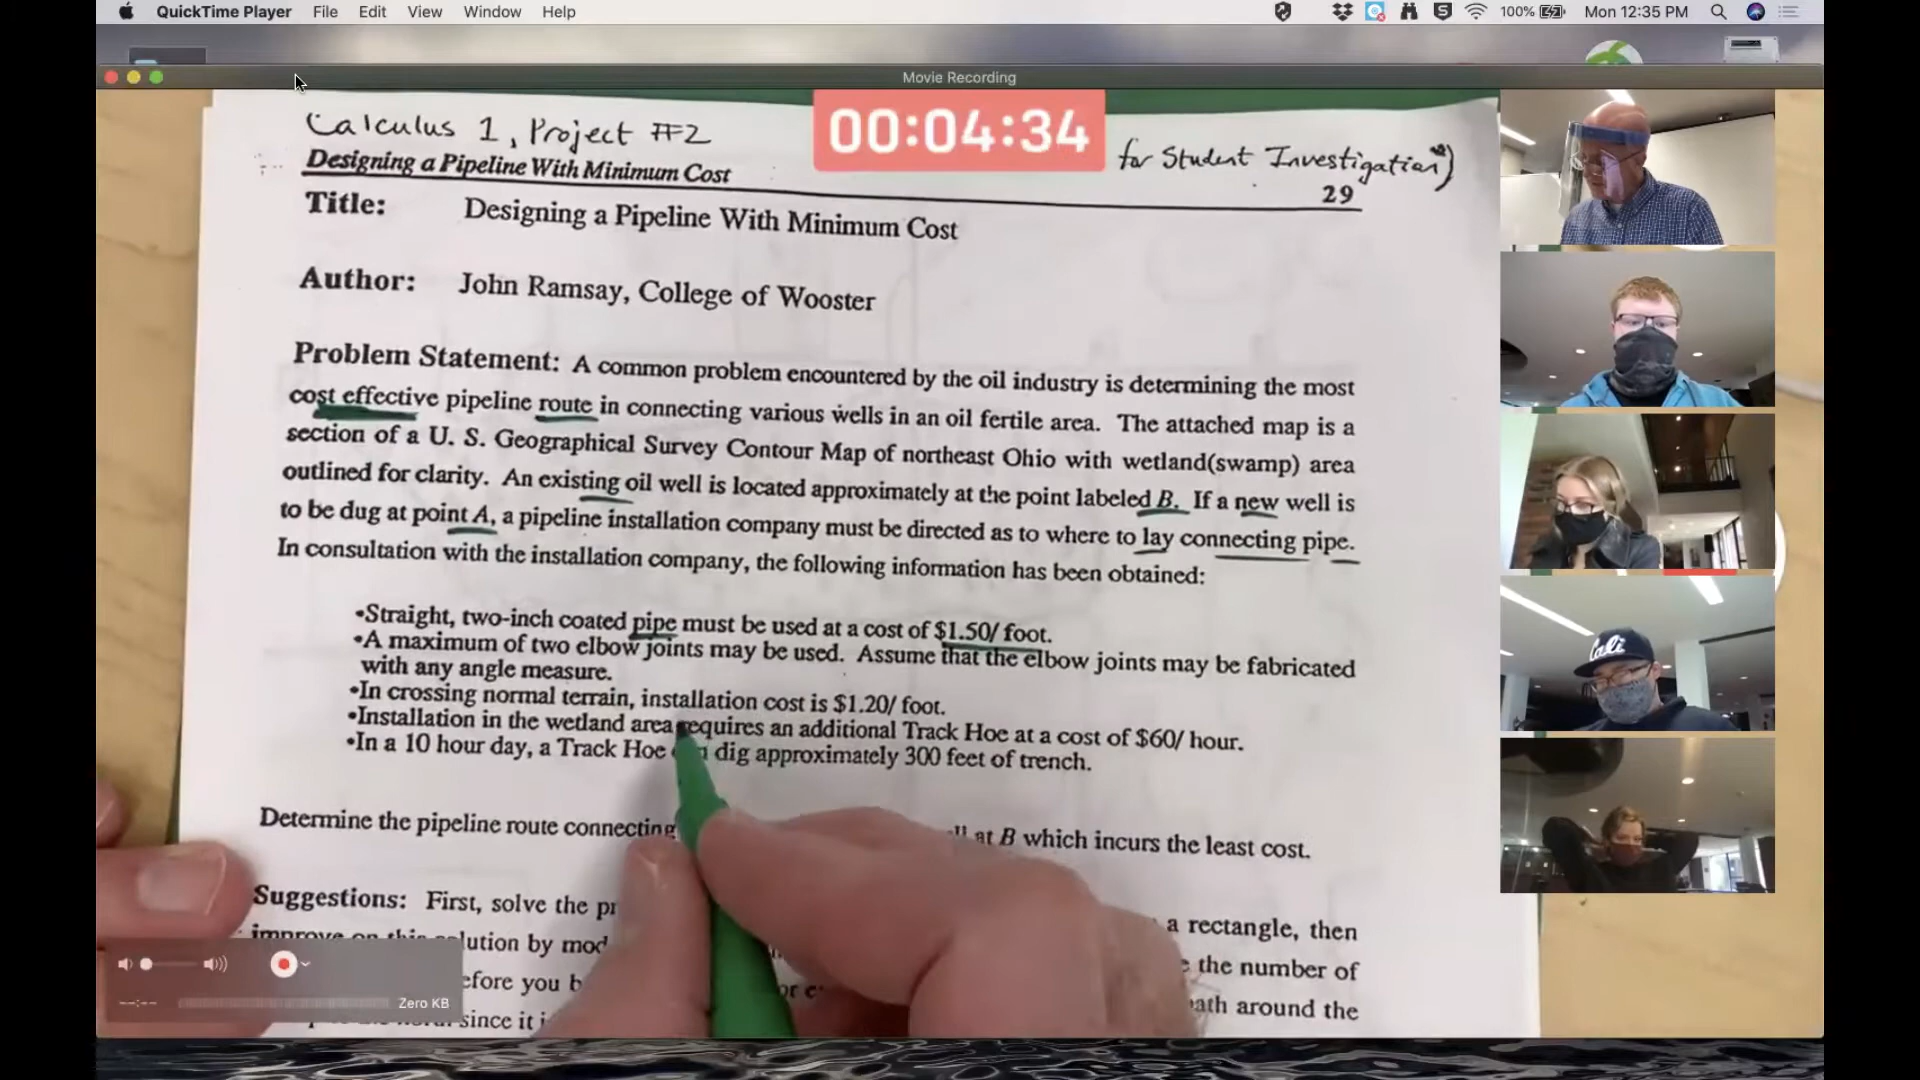 QuickTime Player File Edit View Window Help 100% Mon 12:35 PM
Movie Recording
Calculus 1, Project #2
00:04:34
for Student Investigation)
Designing a Pipeline With Minimum Cost
29
Title: Designing a Pipeline With Minimum Cost
Author: John Ramsay, College of Wooster
Problem Statement: A common problem encountered by the oil industry is determining the most
cost effective pipeline route in connecting various wells in an oil fertile area. The attached map is a
section of a U. S. Geographical Survey Contour Map of northeast Ohio with wetland(swamp) area
outlined for clarity. An existing oil well is located approximately at the point labeled B. If a new well is
to be dug at point A, a pipeline installation company must be directed as to where to lay connecting pipe.
In consultation with the installation company, the following information has been obtained:
•Straight, two-inch coated pipe must be used at a cost of $1.50/ foot.
•A maximum of two elbow joints may be used. Assume that the elbow joints may be fabricated
with any angle measure.
•In crossing normal terrain, installation cost is $1.20/ foot.
•Installation in the wetland area requires an additional Track Hoe at a cost of $60/ hour.
•In a 10 hour day, a Track Hoe dig approximately 300 feet of trench.
Determine the pipeline route connecting at B which incurs the least cost.
Suggestions: First, solve the a rectangle, then
improve on this solution by the number of
before you around the
since it
Cali
--:-- Zero KB